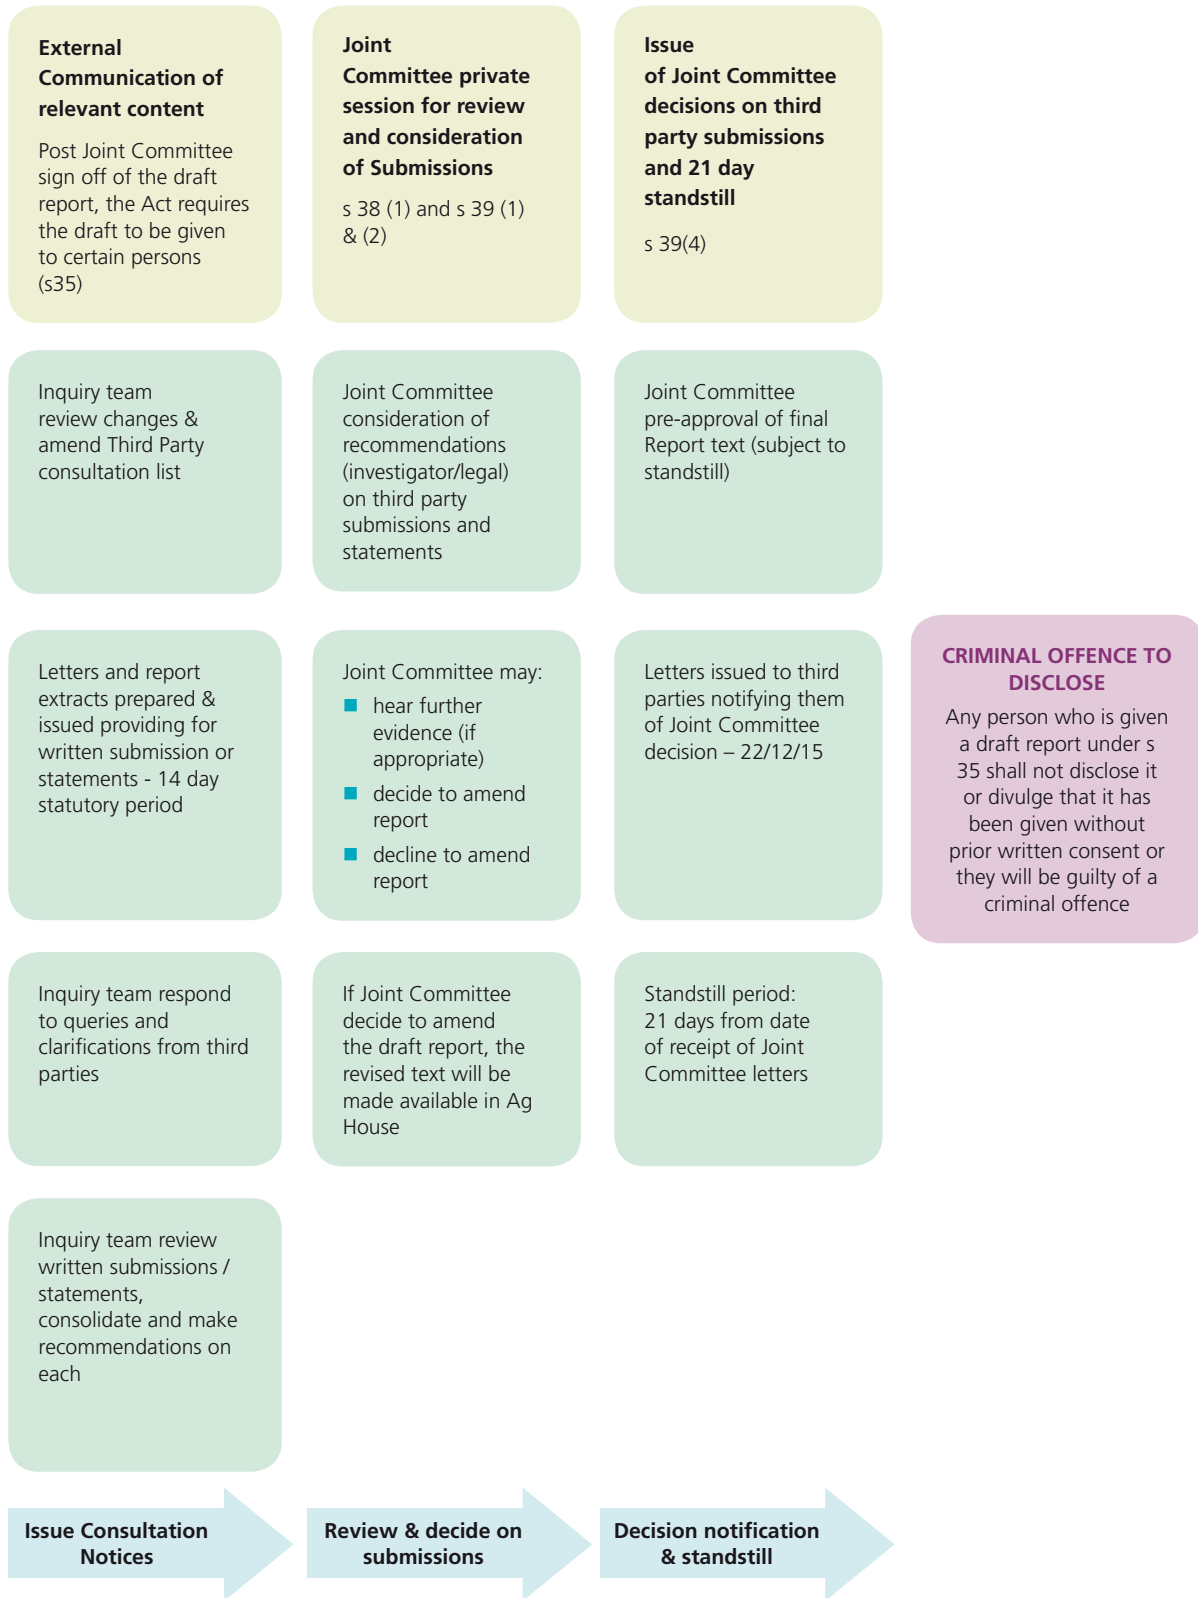 External
Communication of
relevant content
Post Joint Committee
sign off of the draft
report, the Act requires
the draft to be given
to certain persons
(s35)
Joint
Committee private
session for review
and consideration
of Submissions
s 38 (1) and s 39 (1)
& (2)
Issue
of Joint Committee
decisions on third
party submissions
and 21 day
standstill
s 39(4)
Inquiry team
review changes &
amend Third Party
consultation list
Joint Committee
consideration of
recommendations
(investigator/legal)
on third party
submissions and
statements
Joint Committee
pre-approval of final
Report text (subject to
standstill)
Letters and report
extracts prepared &
issued providing for
written submission or
statements - 14 day
statutory period
Joint Committee may:
■ hear further
evidence (if
appropriate)
■ decide to amend
report
■ decline to amend
report
Letters issued to third
parties notifying them
of Joint Committee
decision – 22/12/15
CRIMINAL OFFENCE TO
DISCLOSE
Any person who is given
a draft report under s
35 shall not disclose it
or divulge that it has
been given without
prior written consent or
they will be guilty of a
criminal offence
Inquiry team respond
to queries and
clarifications from third
parties
If Joint Committee
decide to amend
the draft report, the
revised text will be
made available in Ag
House
Standstill period:
21 days from date
of receipt of Joint
Committee letters
Inquiry team review
written submissions /
statements,
consolidate and make
recommendations on
each
Issue Consultation
Notices
Review & decide on
submissions
Decision notification
& standstill